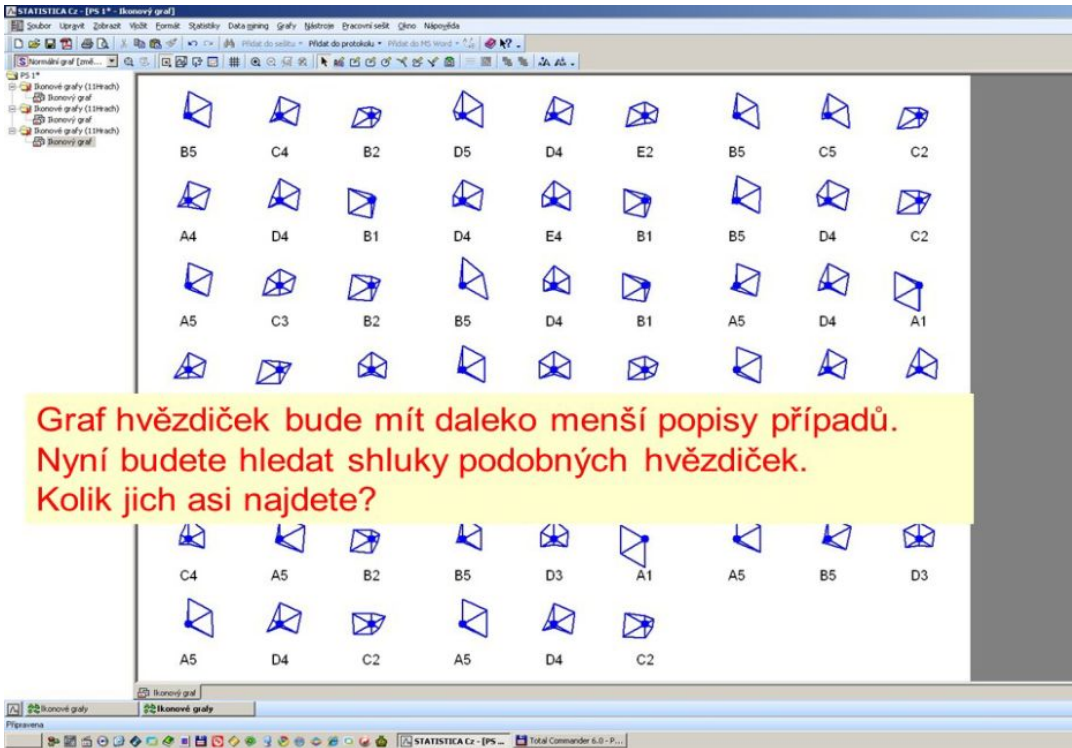 STATISTICA Cz - [PS 1* - Ikonový graf]
Soubor Upravit Zobrazit Vložit Formát Statistiky Data mining Grafy Nástroje Pracovní sešit Okno Nápověda
Přidat do sešitu Přidat do protokolu Přidat do MS Word
Normální graf [změ...
PS 1*
Ikonové grafy (11Hrach)
Ikonový graf
Ikonové grafy (11Hrach)
Ikonový graf
Ikonové grafy (11Hrach)
Ikonový graf
B5 C4 B2 D5 D4 E2 B5 C5 C2
A4 D4 B1 D4 E4 B1 B5 D4 C2
A5 C3 B2 B5 D4 B1 A5 D4 A1
Graf hvězdiček bude mít daleko menší popisy případů.
Nyní budete hledat shluky podobných hvězdiček.
Kolik jich asi najdete?
C4 A5 B2 B5 D3 A1 A5 B5 D3
A5 D4 C2 A5 D4 C2
Ikonový graf
Ikonové grafy Ikonové grafy
Připravena
STATISTICA Cz - [PS ... Total Commander 6.0 - P...